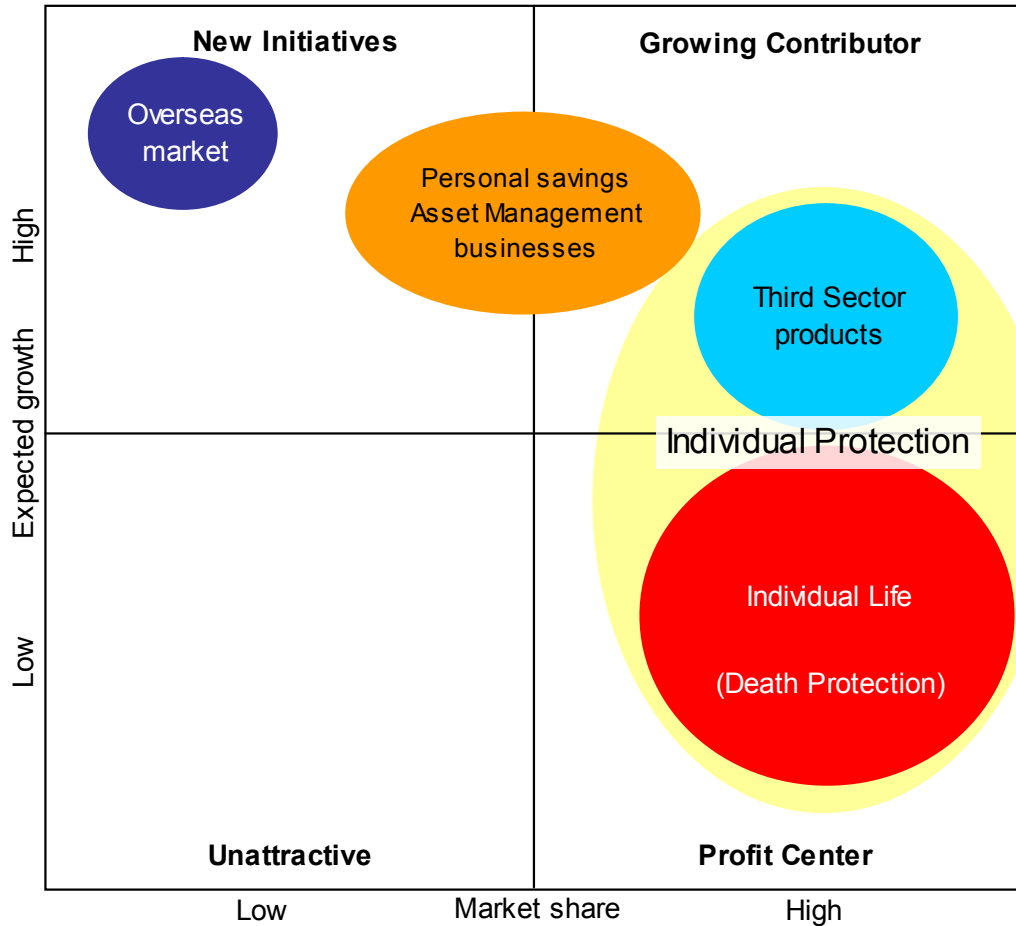 New Initiatives
Growing Contributor
Overseas
market
Personal savings
Asset Management
businesses
Third Sector
products
Individual Protection
Individual Life
(Death Protection)
Unattractive
Profit Center
High
Expected growth
Low
Low
Market share
High